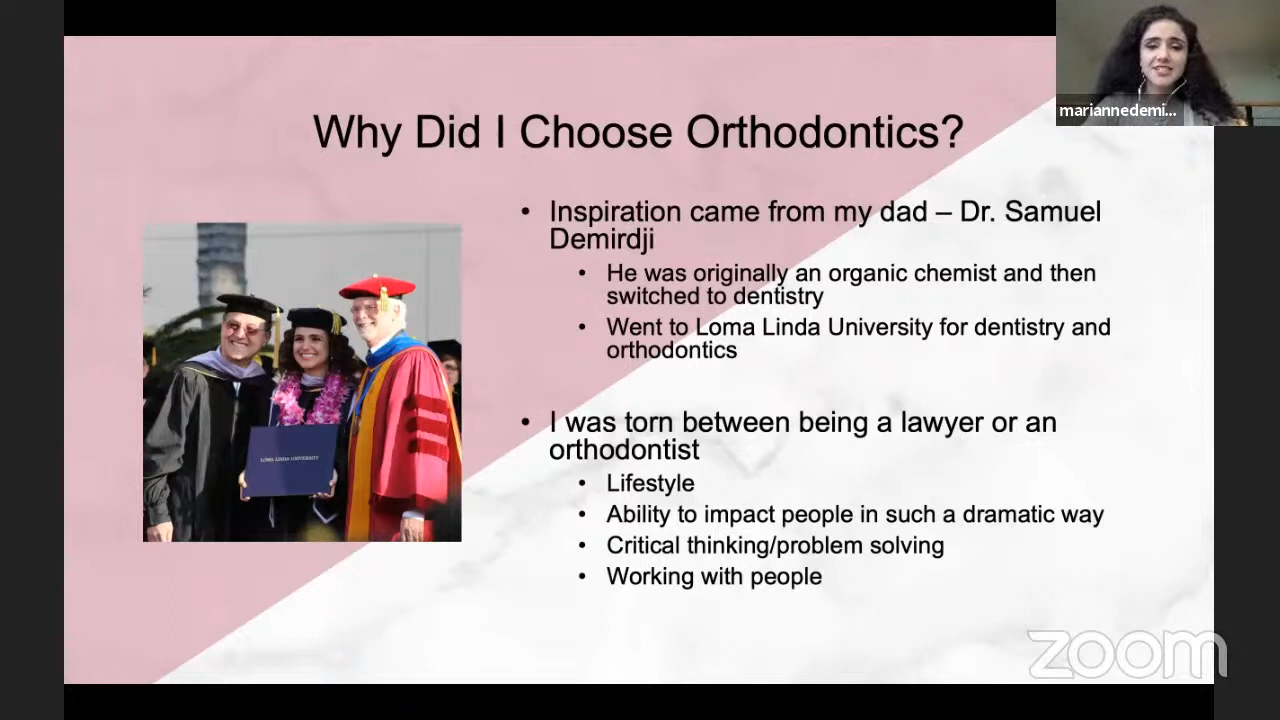 mariannedemi...
Why Did I Choose Orthodontics?
• Inspiration came from my dad – Dr. Samuel
Demirdji
• He was originally an organic chemist and then
switched to dentistry
• Went to Loma Linda University for dentistry and
orthodontics
• I was torn between being a lawyer or an
orthodontist
• Lifestyle
• Ability to impact people in such a dramatic way
• Critical thinking/problem solving
• Working with people
LOMA LINDA UNIVERSITY
zoom